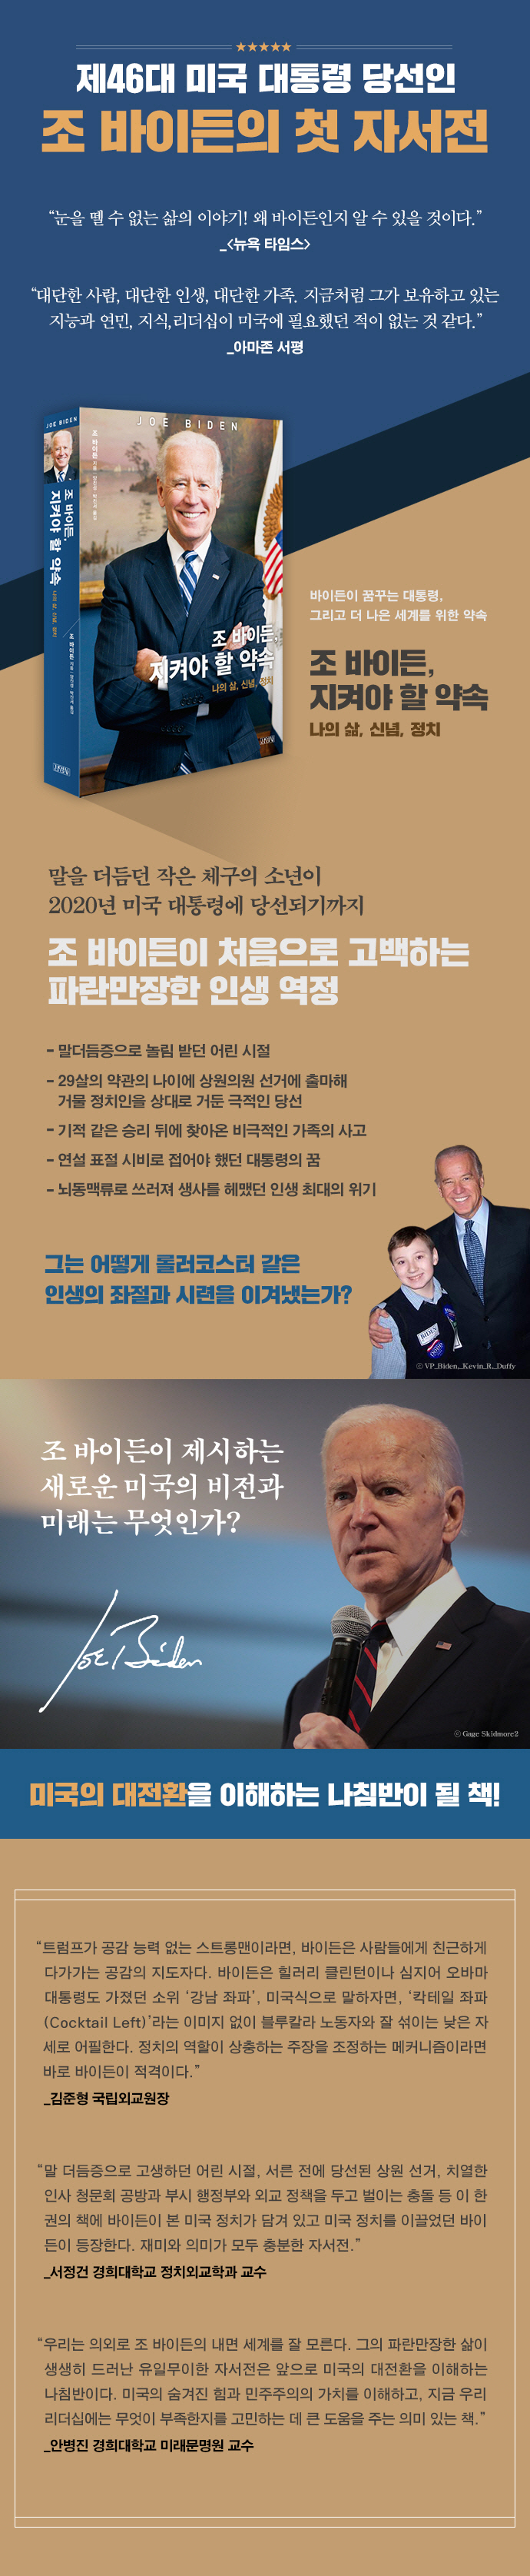 제46대 미국 대통령 당선인
조 바이든의 첫 자서전
“눈을 뗄 수 없는 삶의 이야기! 왜 바이든인지 알 수 있을 것이다.”
_<뉴욕 타임스>
“대단한 사람, 대단한 인생, 대단한 가족. 지금처럼 그가 보유하고 있는
지능과 연민, 지식,리더십이 미국에 필요했던 적이 없는 것 같다.”
_아마존 서평
JOE BIDEN
조 바이든,
지켜야 할 약속
나의 삶, 신념, 정치
JOE BIDEN
조 바이든,
지켜야 할 약속
나의 삶, 신념, 정치
김영사
김영사
바이든이 꿈꾸는 대통령,
그리고 더 나은 세계를 위한 약속
조 바이든,
지켜야 할 약속
나의 삶, 신념, 정치
말을 더듬던 작은 체구의 소년이
2020년 미국 대통령에 당선되기까지
조 바이든이 처음으로 고백하는
파란만장한 인생 역정
- 말더듬증으로 놀림 받던 어린 시절
- 29살의 약관의 나이에 상원의원 선거에 출마해
거물 정치인을 상대로 거둔 극적인 당선
- 기적 같은 승리 뒤에 찾아온 비극적인 가족의 사고
- 연설 표절 시비로 접어야 했던 대통령의 꿈
- 뇌동맥류로 쓰러져 생사를 헤맸던 인생 최대의 위기
그는 어떻게 롤러코스터 같은
인생의 좌절과 시련을 이겨냈는가?
BIDEN
ⓒ VP_Biden,_Kevin_R._Duffy
조 바이든이 제시하는
새로운 미국의 비전과
미래는 무엇인가?
Joe Biden
ⓒ Gage Skidmore2
미국의 대전환을 이해하는 나침반이 될 책!
“트럼프가 공감 능력 없는 스트롱맨이라면, 바이든은 사람들에게 친근하게
다가가는 공감의 지도자다. 바이든은 힐러리 클린턴이나 심지어 오바마
대통령도 가졌던 소위 ‘강남 좌파’, 미국식으로 말하자면, ‘칵테일 좌파
(Cocktail Left)’라는 이미지 없이 블루칼라 노동자와 잘 섞이는 낮은 자
세로 어필한다. 정치의 역할이 상충하는 주장을 조정하는 메커니즘이라면
바로 바이든이 적격이다.”
_김준형 국립외교원장
“말 더듬증으로 고생하던 어린 시절, 서른 전에 당선된 상원 선거, 치열한
인사 청문회 공방과 부시 행정부와 외교 정책을 두고 벌이는 충돌 등 이 한
권의 책에 바이든이 본 미국 정치가 담겨 있고 미국 정치를 이끌었던 바이
든이 등장한다. 재미와 의미가 모두 충분한 자서전.”
_서정건 경희대학교 정치외교학과 교수
“우리는 의외로 조 바이든의 내면 세계를 잘 모른다. 그의 파란만장한 삶이
생생히 드러난 유일무이한 자서전은 앞으로 미국의 대전환을 이해하는
나침반이다. 미국의 숨겨진 힘과 민주주의의 가치를 이해하고, 지금 우리
리더십에는 무엇이 부족한지를 고민하는 데 큰 도움을 주는 의미 있는 책.”
_안병진 경희대학교 미래문명원 교수